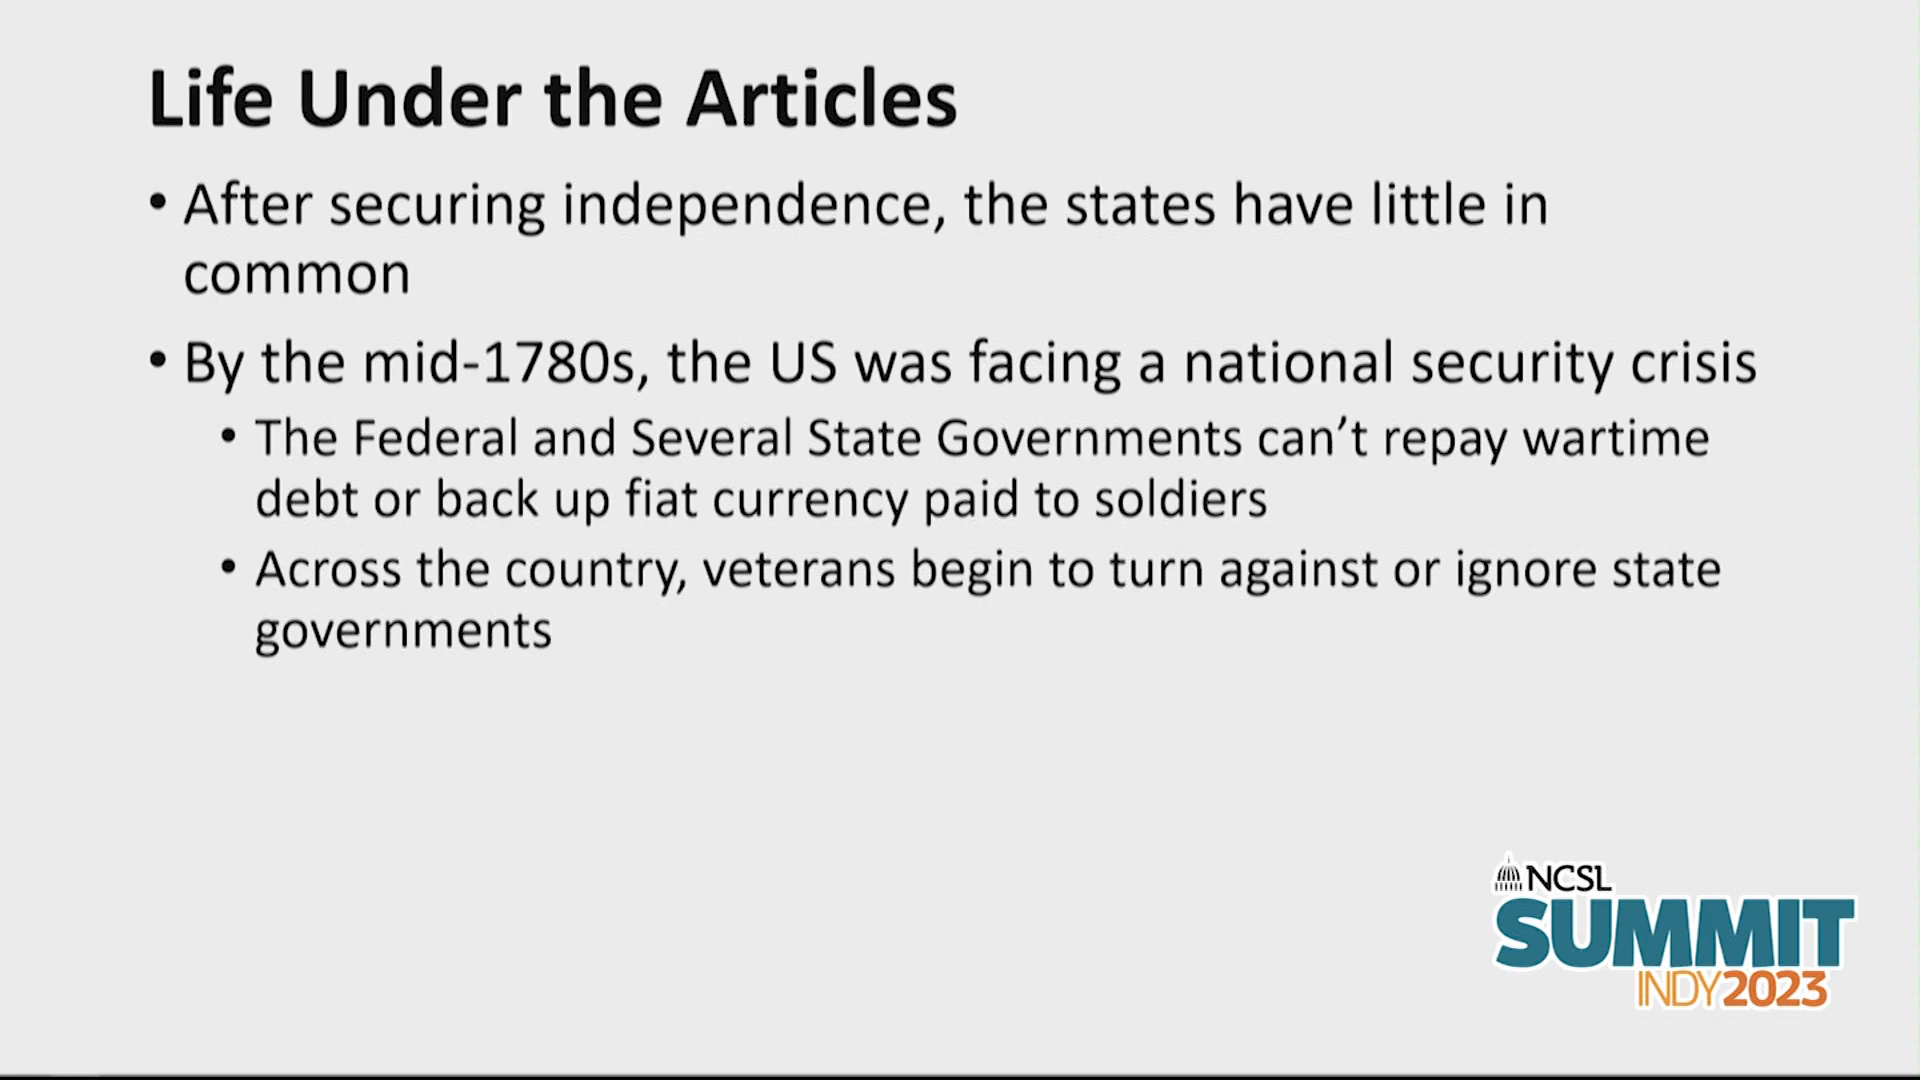 Life Under the Articles
• After securing independence, the states have little in
common
• By the mid-1780s, the US was facing a national security crisis
• The Federal and Several State Governments can’t repay wartime
debt or back up fiat currency paid to soldiers
• Across the country, veterans begin to turn against or ignore state
governments
NCSL
SUMMIT
INDY2023